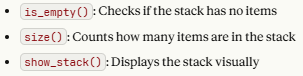 • is_empty(): Checks if the stack has no items
• size(): Counts how many items are in the stack
• show_stack(): Displays the stack visually